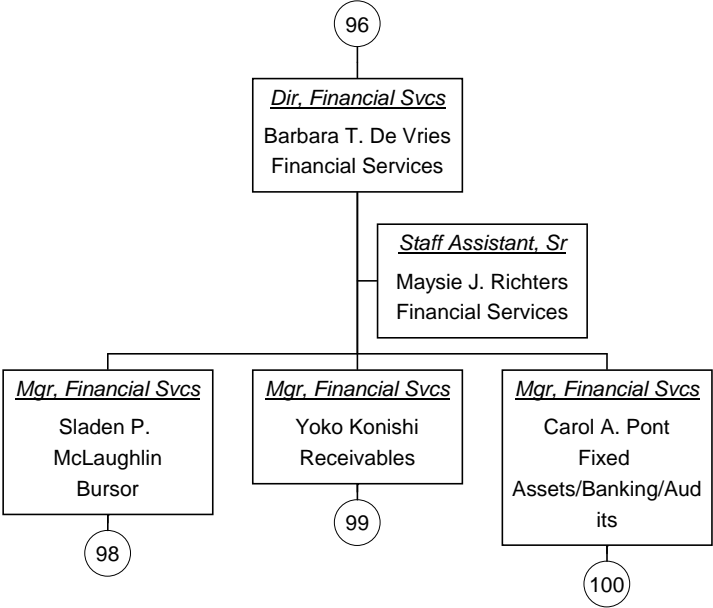 96
Dir, Financial Svcs
Barbara T. De Vries
Financial Services
Staff Assistant, Sr
Maysie J. Richters
Financial Services
Mgr, Financial Svcs
Sladen P.
McLaughlin
Bursor
98
Mgr, Financial Svcs
Yoko Konishi
Receivables
99
Mgr, Financial Svcs
Carol A. Pont
Fixed
Assets/Banking/Aud
its
100